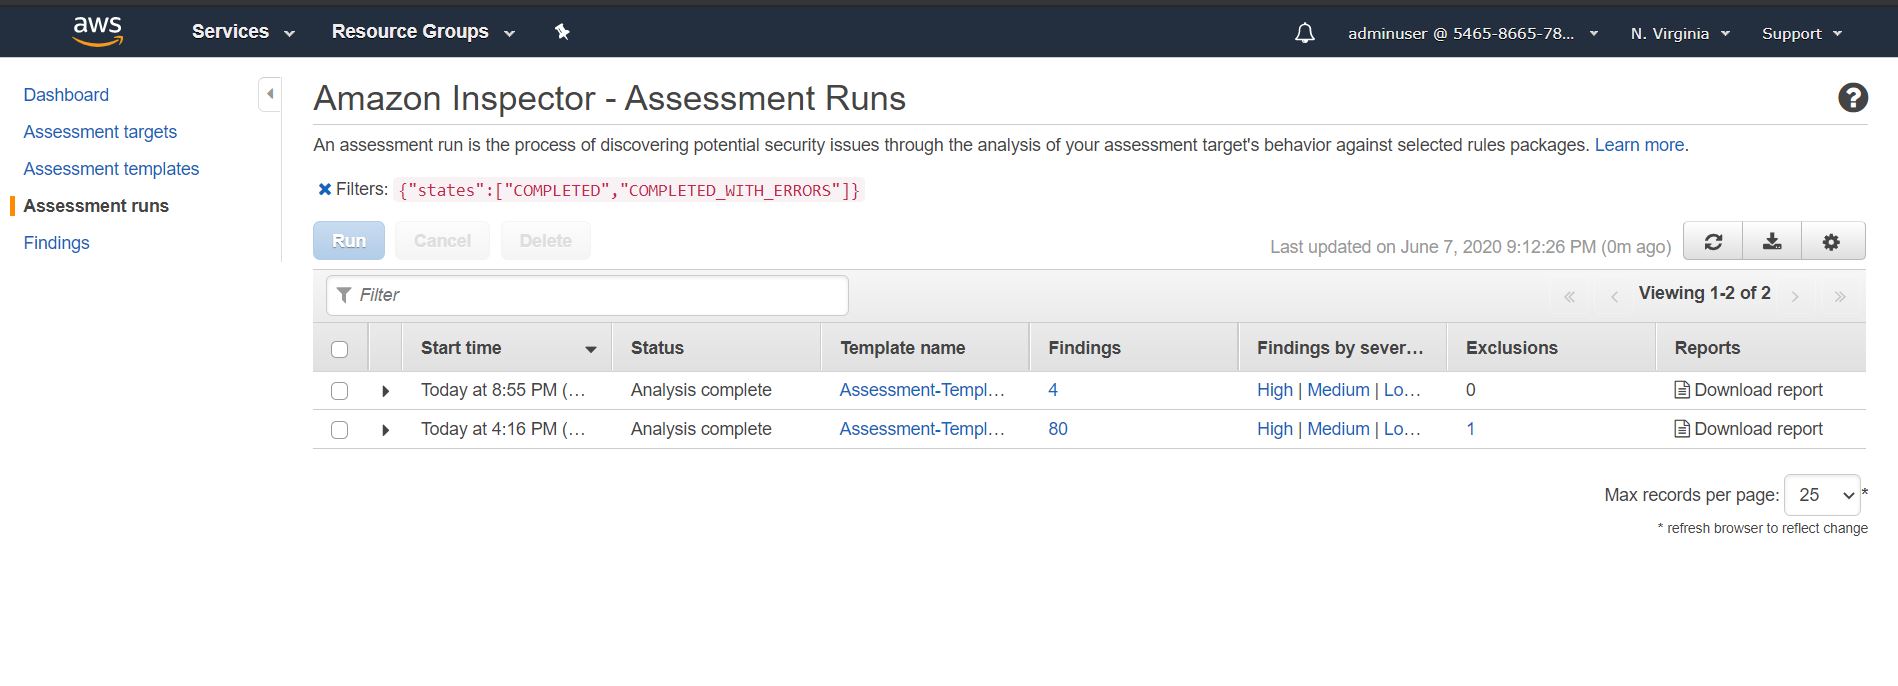 aws Services Resource Groups adminuser @ 5465-8665-78... N. Virginia Support
Dashboard
Assessment targets
Assessment templates
Assessment runs
Findings
Amazon Inspector - Assessment Runs ?
An assessment run is the process of discovering potential security issues through the analysis of your assessment target's behavior against selected rules packages. Learn more.
Filters: {"states":["COMPLETED","COMPLETED_WITH_ERRORS"]}
Run Cancel Delete Last updated on June 7, 2020 9:12:26 PM (0m ago)
Filter « ‹ Viewing 1-2 of 2 › »
Start time Status Template name Findings Findings by sever... Exclusions Reports
Today at 8:55 PM (... Analysis complete Assessment-Templ... 4 High | Medium | Lo... 0 Download report
Today at 4:16 PM (... Analysis complete Assessment-Templ... 80 High | Medium | Lo... 1 Download report
Max records per page: 25 *
* refresh browser to reflect change